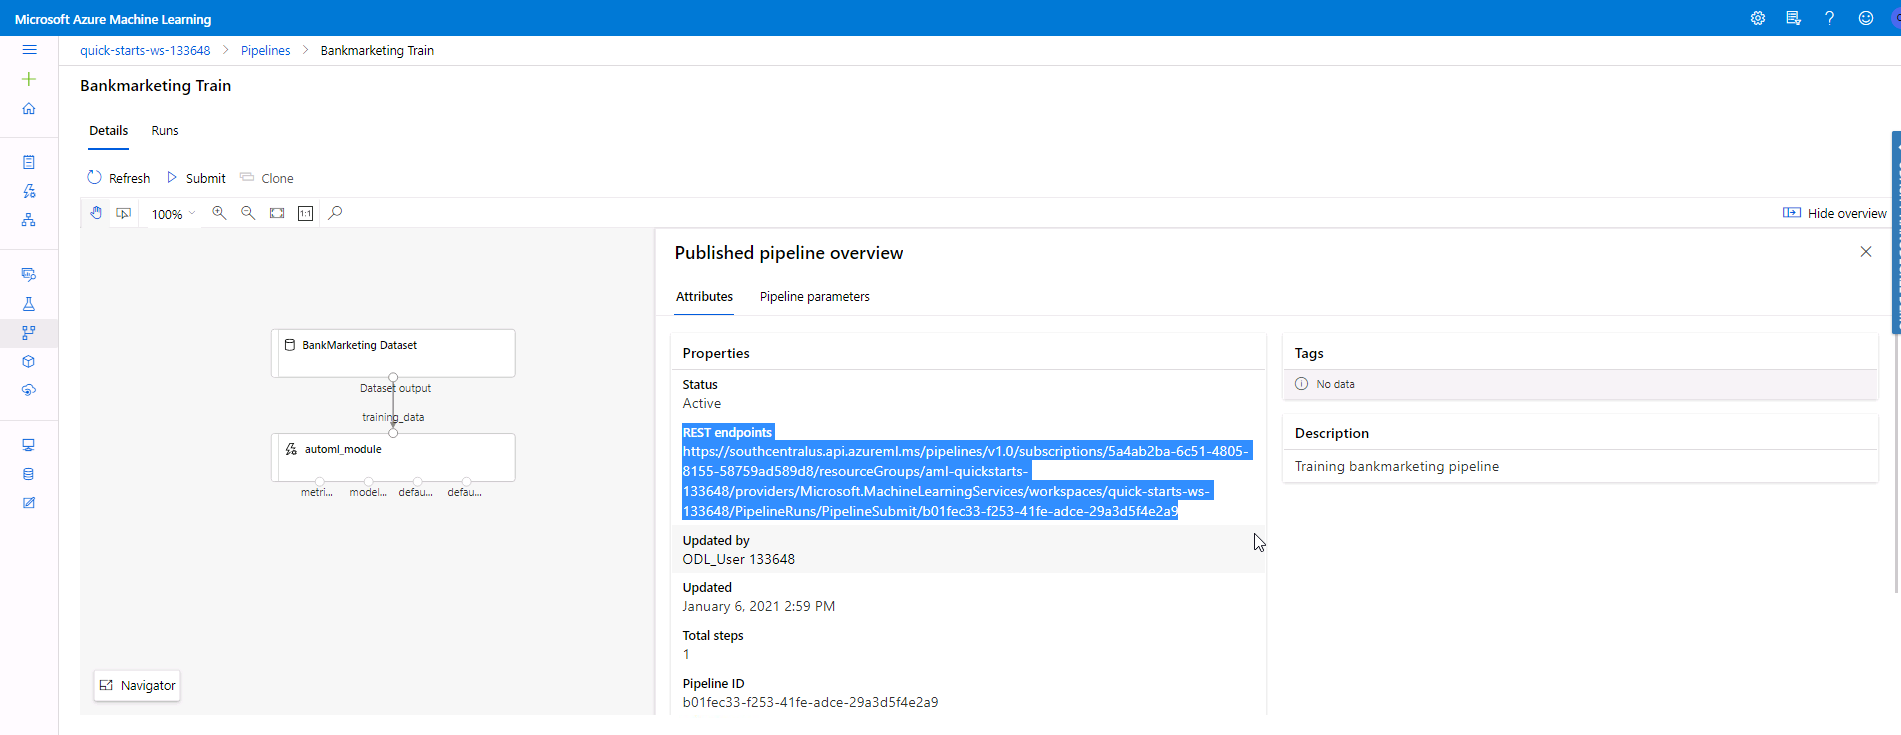 Microsoft Azure Machine Learning
quick-starts-ws-133648 > Pipelines > Bankmarketing Train
Bankmarketing Train
Details Runs
Refresh Submit Clone
100% 1:1 Hide overview
Published pipeline overview
Attributes Pipeline parameters
BankMarketing Dataset
Dataset output
training_data
automl_module
metri... model... defau... defau...
Navigator
Properties
Status
Active
REST endpoints
https://southcentralus.api.azureml.ms/pipelines/v1.0/subscriptions/5a4ab2ba-6c51-4805-
8155-58759ad589d8/resourceGroups/aml-quickstarts-
133648/providers/Microsoft.MachineLearningServices/workspaces/quick-starts-ws-
133648/PipelineRuns/PipelineSubmit/b01fec33-f253-41fe-adce-29a3d5f4e2a9
Updated by
ODL_User 133648
Updated
January 6, 2021 2:59 PM
Total steps
1
Pipeline ID
b01fec33-f253-41fe-adce-29a3d5f4e2a9
Tags
No data
Description
Training bankmarketing pipeline